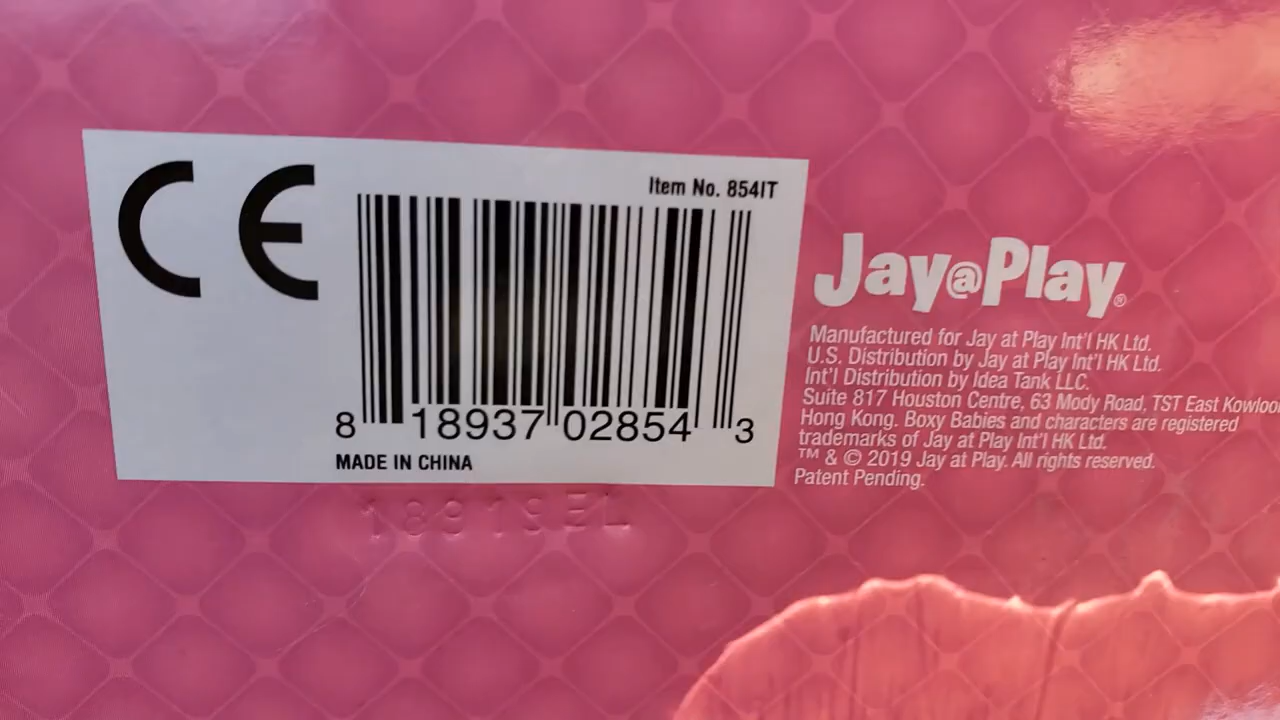 CE
Item No. 854IT
8 18937 02854 3
MADE IN CHINA
18919EL
Jay@Play®
Manufactured for Jay at Play Int'l HK Ltd.
U.S. Distribution by Jay at Play Int'l HK Ltd.
Int'l Distribution by Idea Tank LLC.
Suite 817 Houston Centre, 63 Mody Road, TST East Kowloon
Hong Kong. Boxy Babies and characters are registered
trademarks of Jay at Play Int'l HK Ltd.
™ & © 2019 Jay at Play. All rights reserved.
Patent Pending.